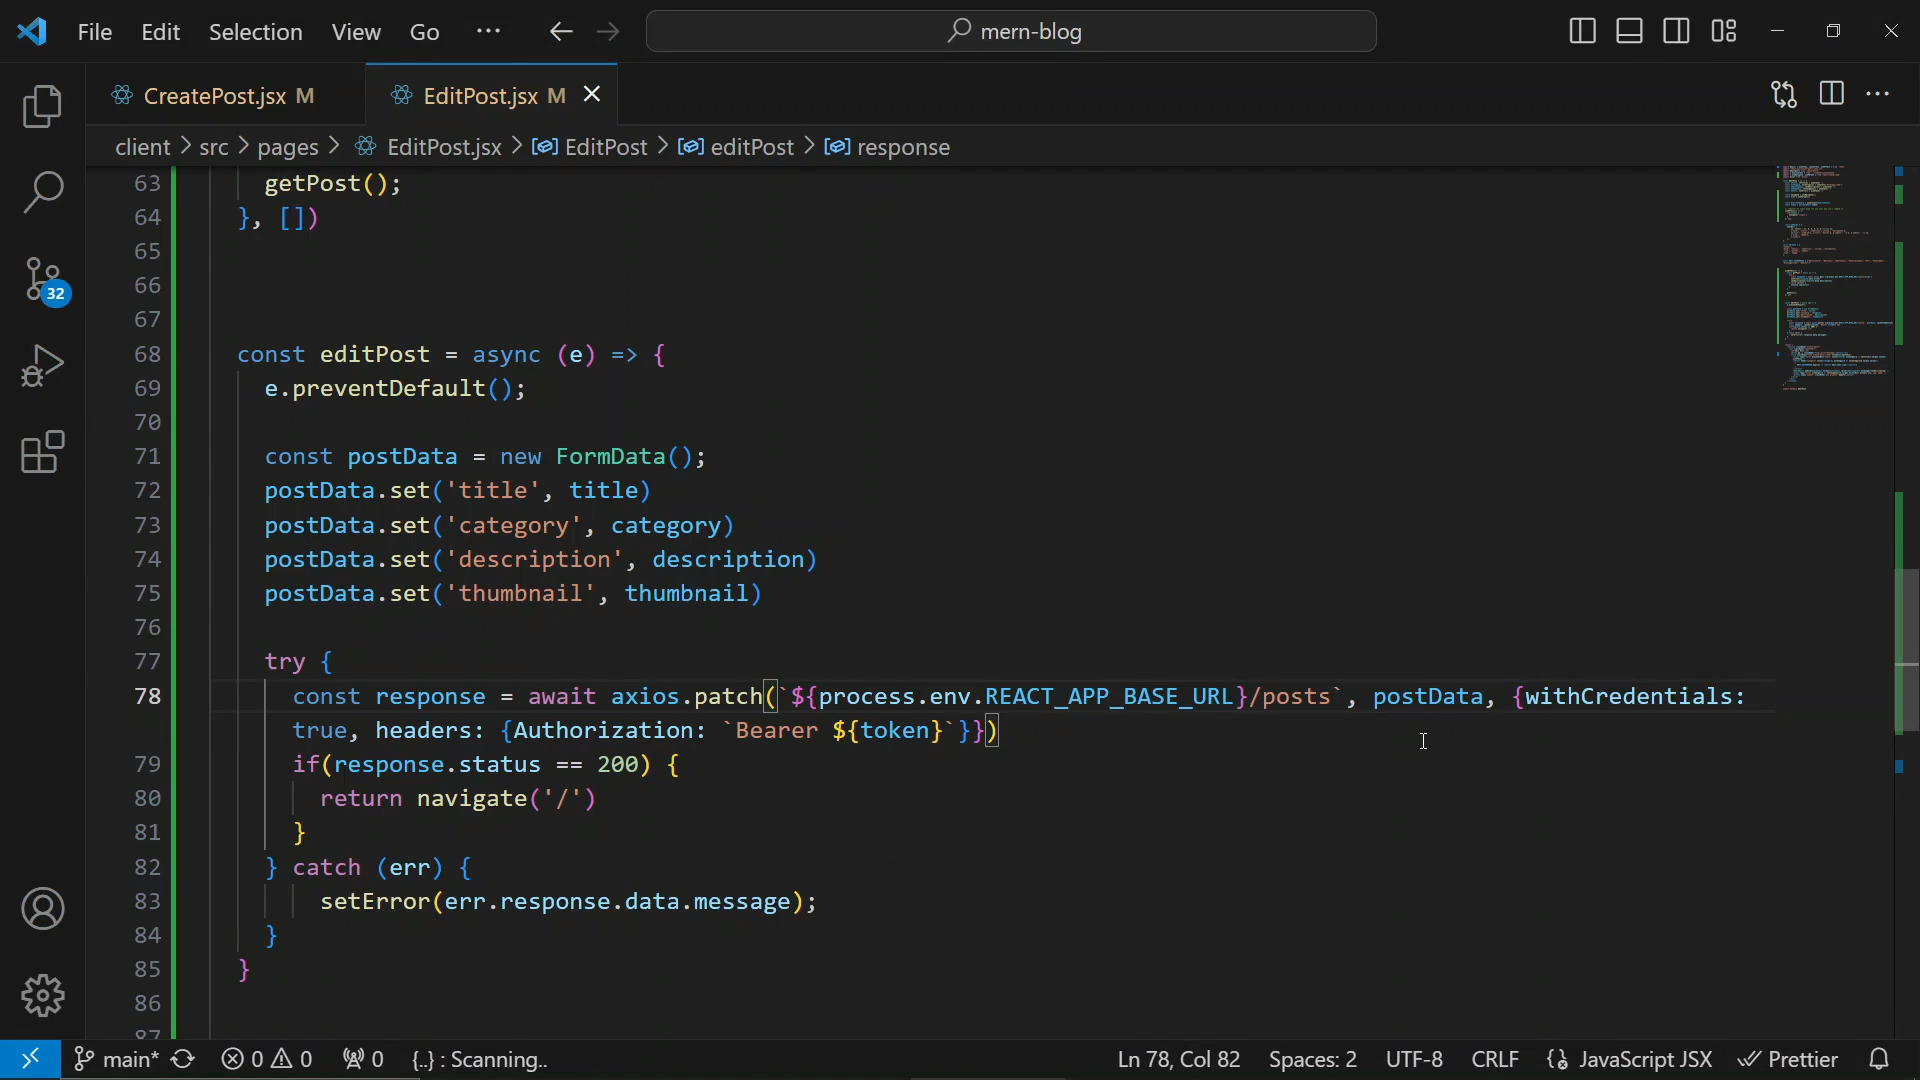 File Edit Selection View Go ··· mern-blog
CreatePost.jsx M EditPost.jsx M
client > src > pages > EditPost.jsx > EditPost > editPost > response
63 getPost();
64 }, [])
65
66
67
68 const editPost = async (e) => {
69 e.preventDefault();
70
71 const postData = new FormData();
72 postData.set('title', title)
73 postData.set('category', category)
74 postData.set('description', description)
75 postData.set('thumbnail', thumbnail)
76
77 try {
78 const response = await axios.patch(`${process.env.REACT_APP_BASE_URL}/posts`, postData, {withCredentials:
true, headers: {Authorization: `Bearer ${token}`}})
79 if(response.status == 200) {
80 return navigate('/')
81 }
82 } catch (err) {
83 setError(err.response.data.message);
84 }
85 }
86
87
32
main* 0 0 0 {..} : Scanning.. Ln 78, Col 82 Spaces: 2 UTF-8 CRLF JavaScript JSX Prettier